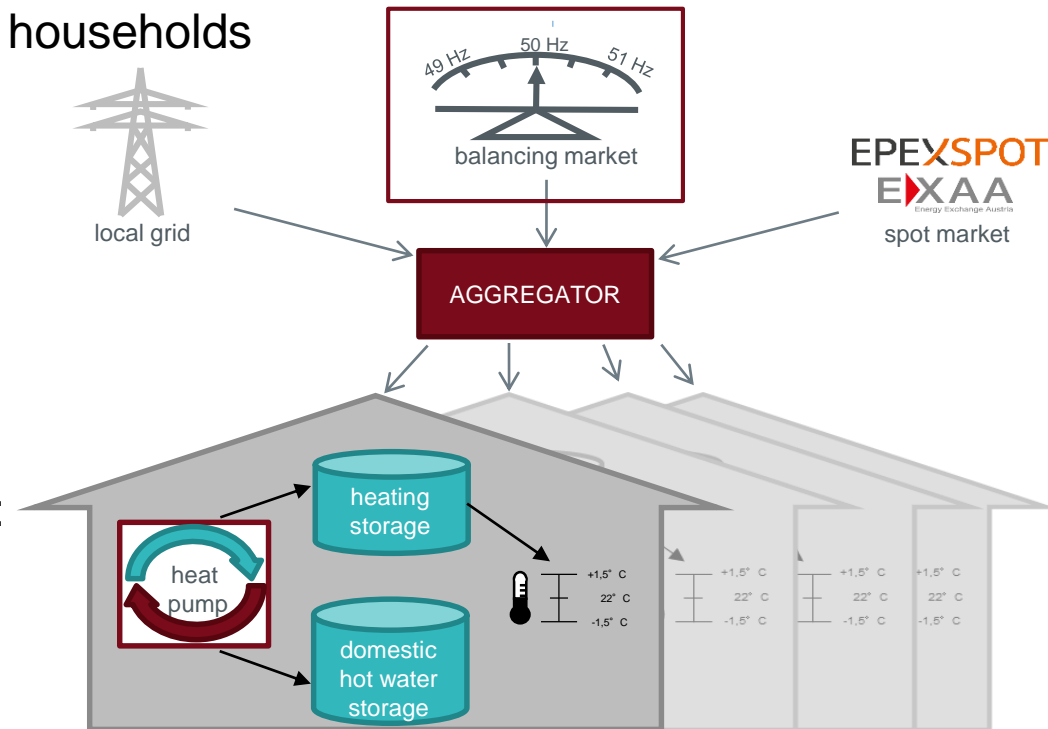 households
49 Hz
50 Hz
51 Hz
balancing market
local grid
EPEXSPOT
EXAA
Energy Exchange Austria
spot market
AGGREGATOR
heating
storage
heat
pump
domestic
hot water
storage
+1,5° C
22° C
-1,5° C
+1,5° C
22° C
-1,5° C
+1,5° C
22° C
-1,5° C
+1,5° C
22° C
-1,5° C